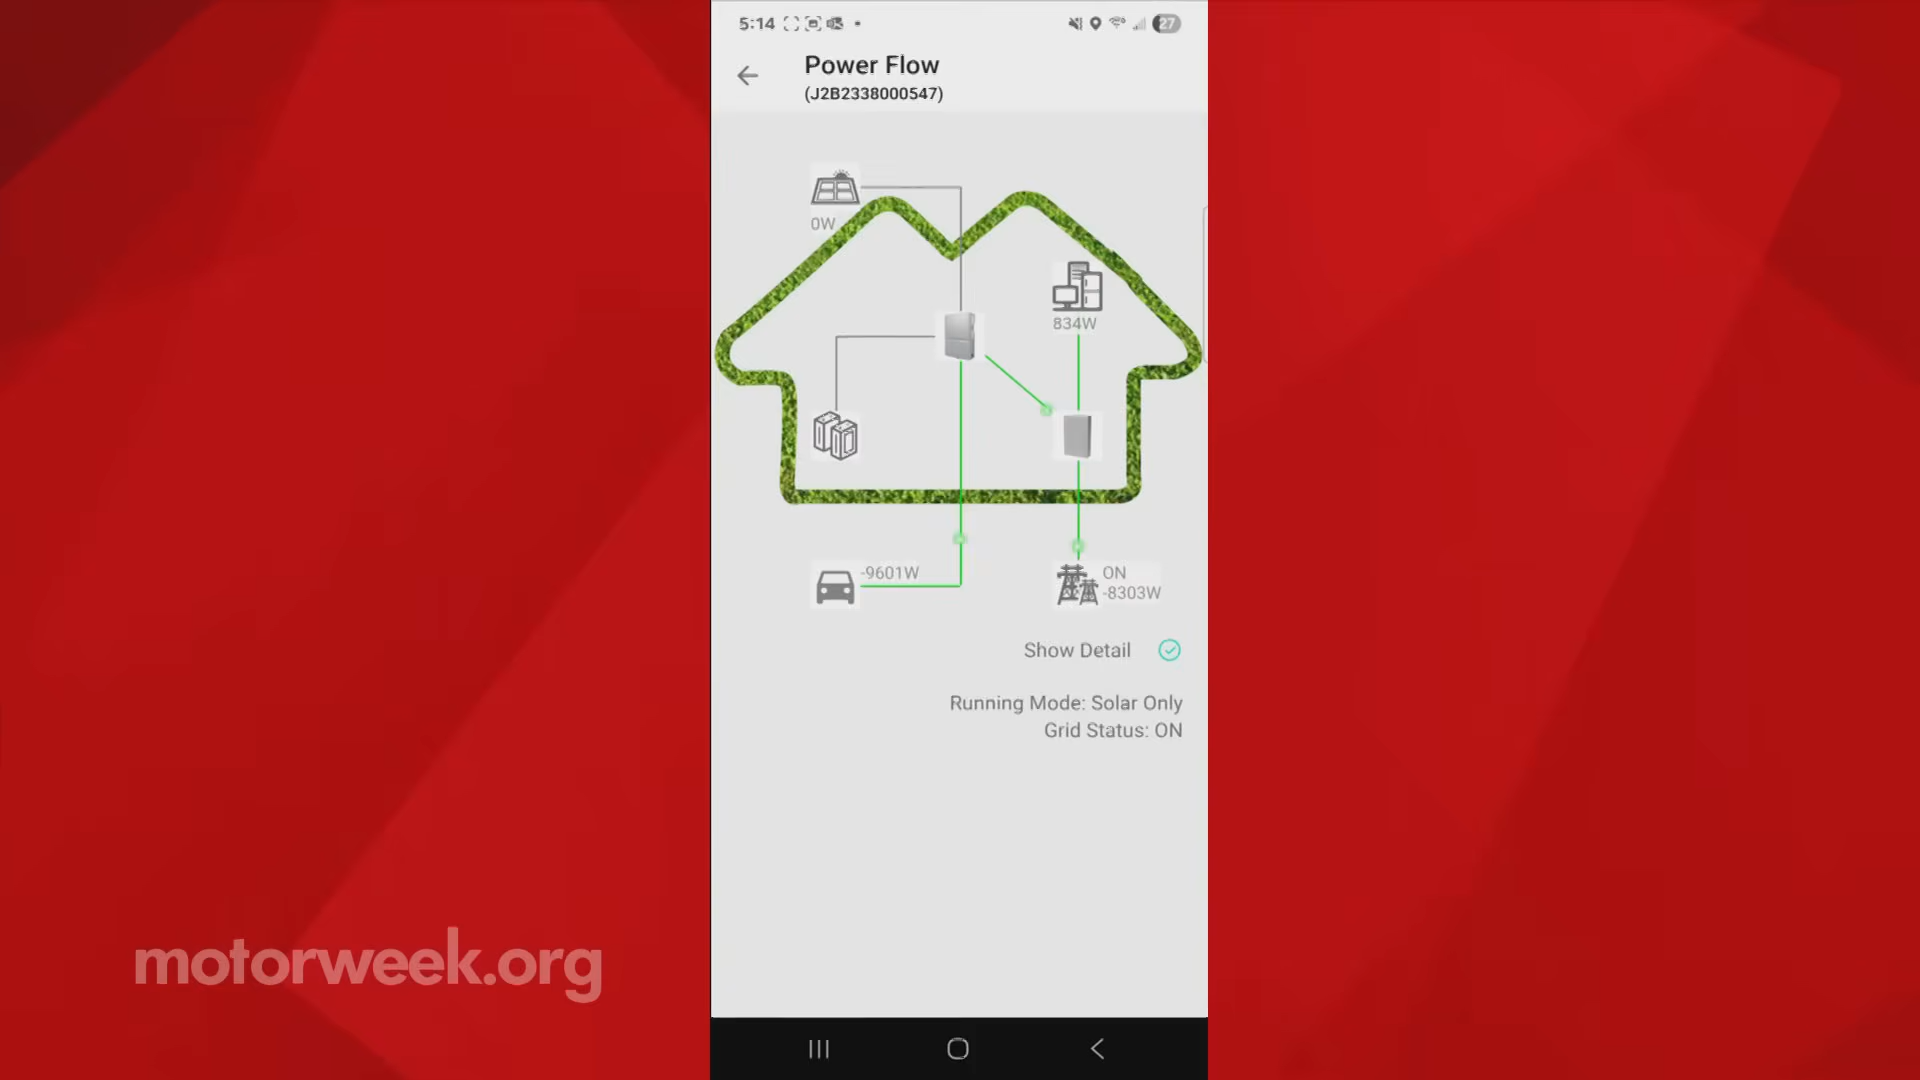 5:14
27
Power Flow
(J2B2338000547)
0W
834W
-9601W
ON
-8303W
Show Detail
Running Mode: Solar Only
Grid Status: ON
motorweek.org